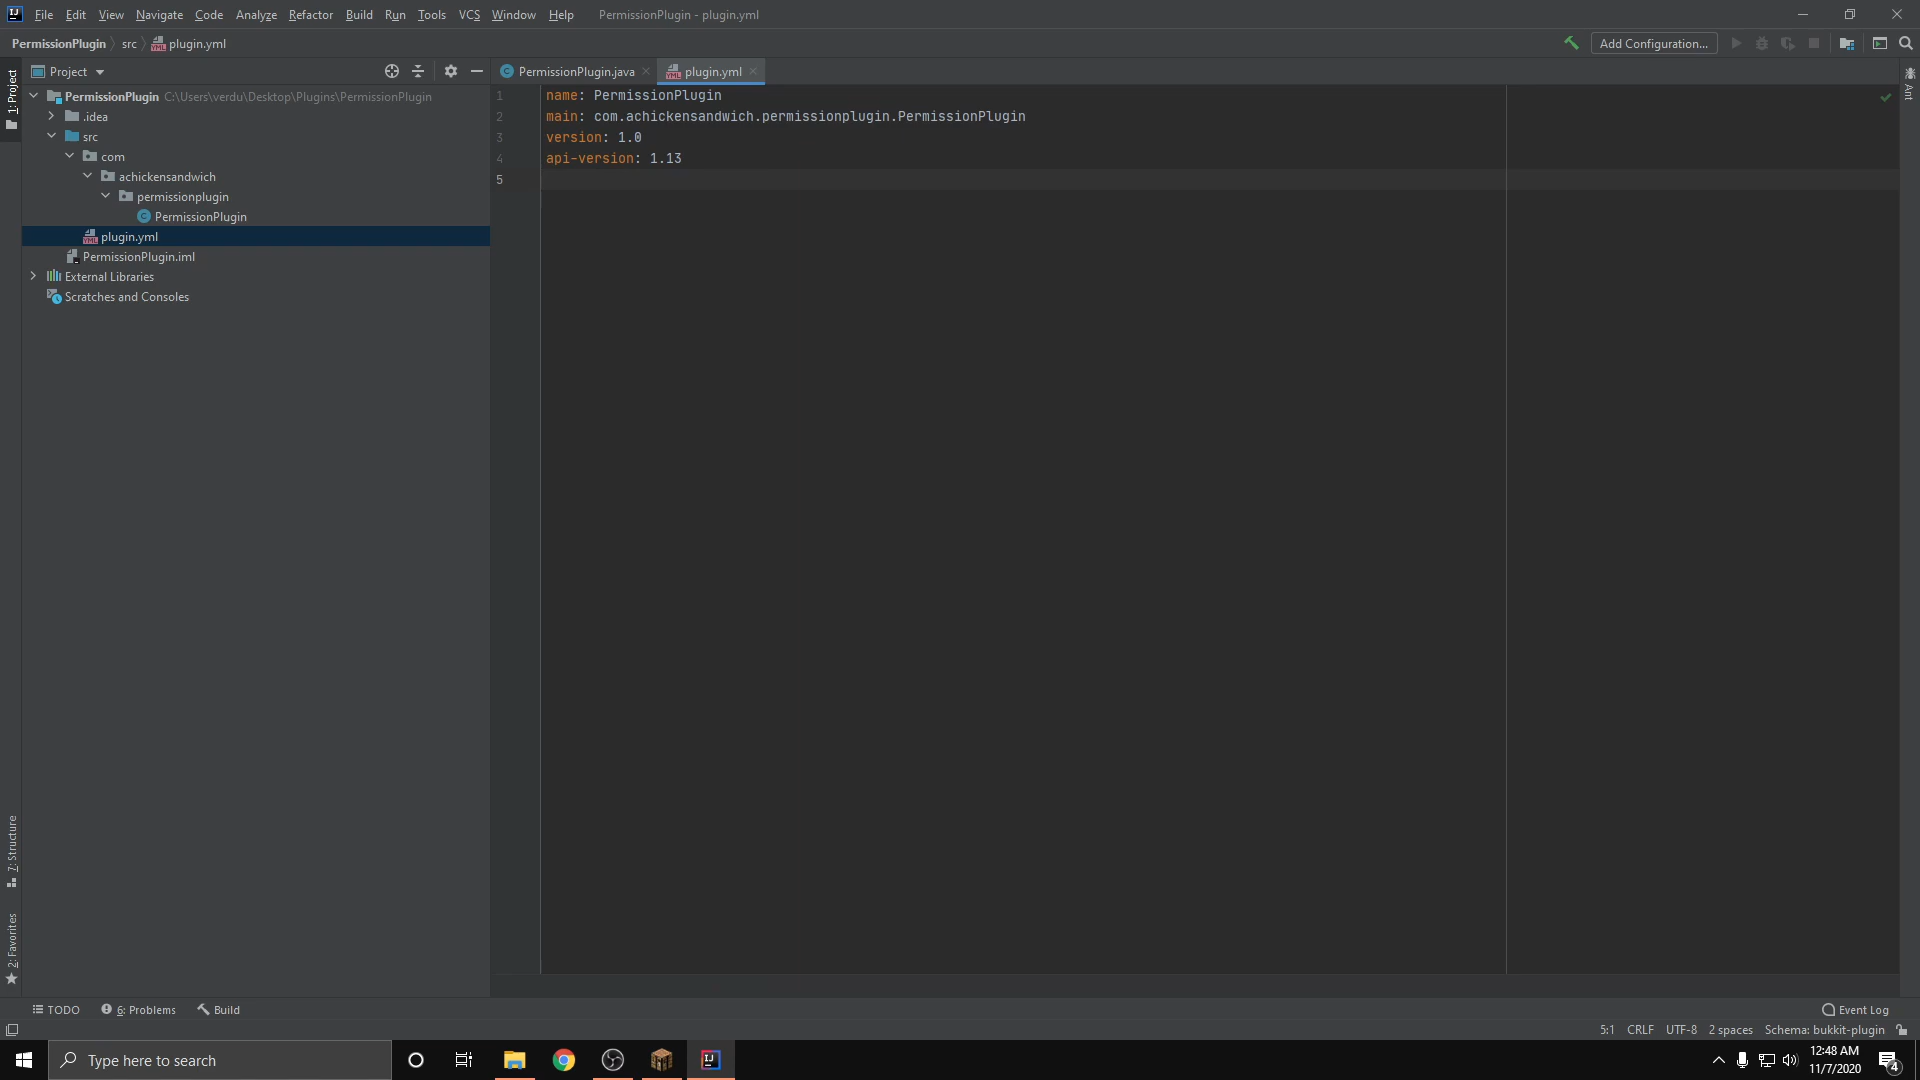 File Edit View Navigate Code Analyze Refactor Build Run Tools VCS Window Help PermissionPlugin - plugin.yml
PermissionPlugin src plugin.yml
Add Configuration...
1: Project
Project
PermissionPlugin C:\Users\verdu\Desktop\Plugins\PermissionPlugin
.idea
src
com
achickensandwich
permissionplugin
PermissionPlugin
plugin.yml
PermissionPlugin.iml
External Libraries
Scratches and Consoles
PermissionPlugin.java plugin.yml
1 name: PermissionPlugin
2 main: com.achickensandwich.permissionplugin.PermissionPlugin
3 version: 1.0
4 api-version: 1.13
5
Ant
7: Structure
2: Favorites
TODO 6: Problems Build
Event Log
5:1 CRLF UTF-8 2 spaces Schema: bukkit-plugin
Type here to search
12:48 AM
11/7/2020
4